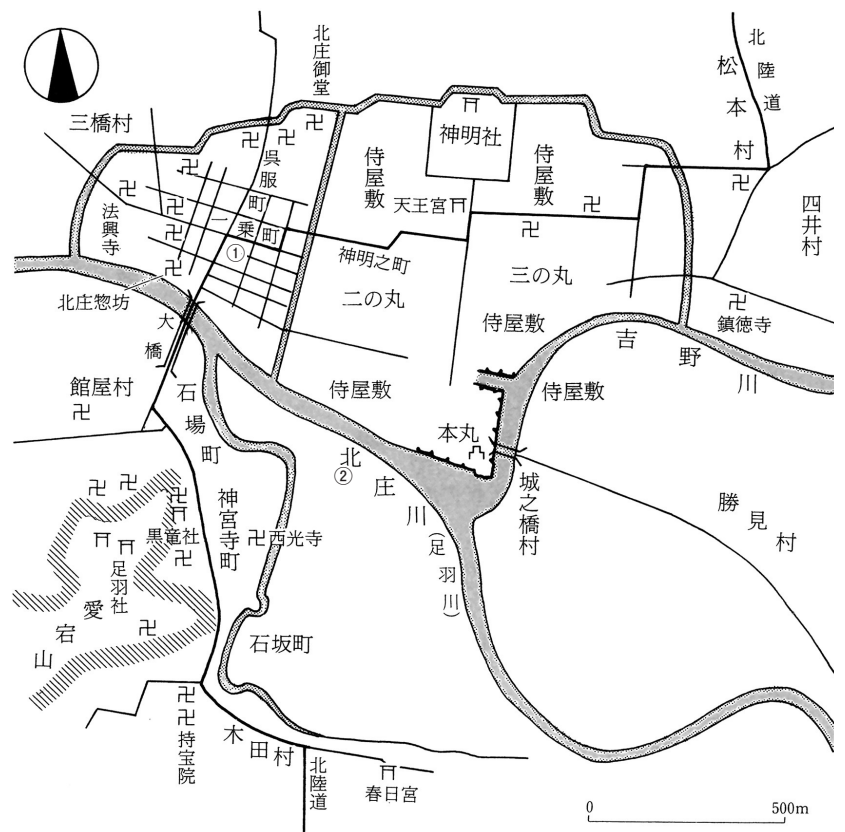 北庄御堂
北陸道
松本村
三橋村
神明社
呉服町
侍屋敷
侍屋敷
天王宮
四井村
法興寺
一乗町
①
神明之町
三の丸
二の丸
北庄惣坊
大橋
鎮徳寺
侍屋敷
吉野川
館屋村
石場町
侍屋敷
侍屋敷
本丸
北庄川(足羽川)
②
城之橋村
勝見村
神宮寺町
黒竜社
西光寺
足羽社
愛宕山
石坂町
持宝院
木田村
北陸道
春日宮
0 500m